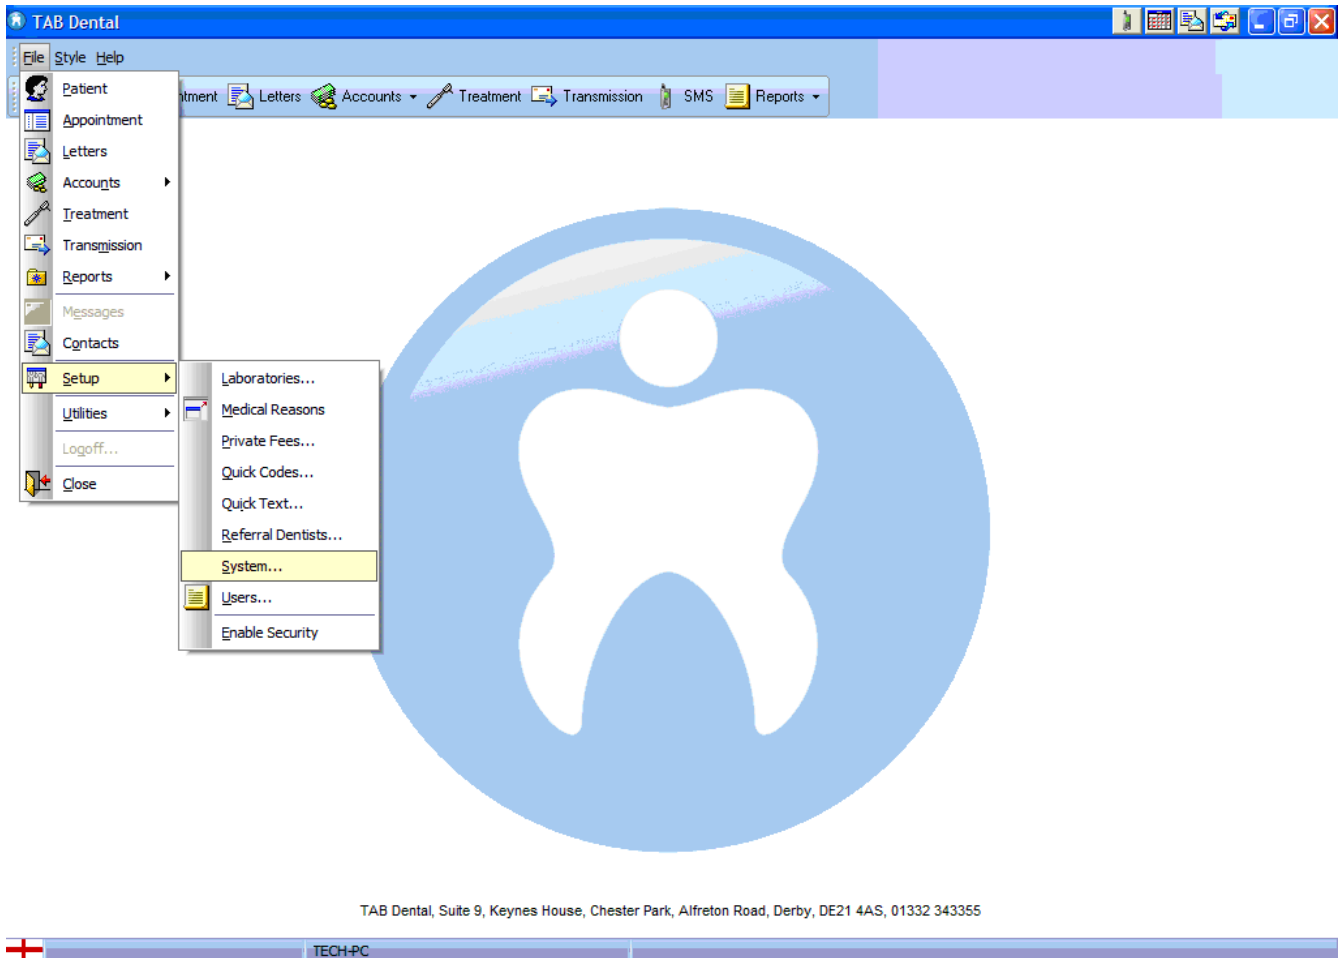 TAB Dental
File Style Help
tment Letters Accounts Treatment Transmission SMS Reports
Patient
Appointment
Letters
Accounts
Treatment
Transmission
Reports
Messages
Contacts
Setup
Utilities
Logoff...
Close
Laboratories...
Medical Reasons
Private Fees...
Quick Codes...
Quick Text...
Referral Dentists...
System...
Users...
Enable Security
TAB Dental, Suite 9, Keynes House, Chester Park, Alfreton Road, Derby, DE21 4AS, 01332 343355
TECH-PC